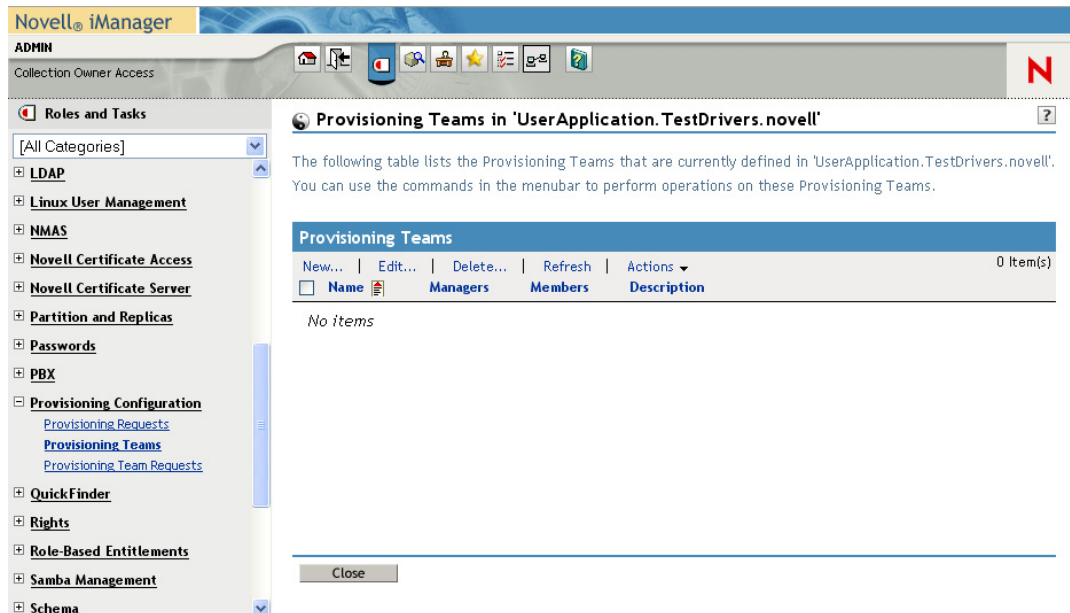 Novell® iManager
ADMIN
Collection Owner Access
N
Roles and Tasks
[All Categories]
LDAP
Linux User Management
NMAS
Novell Certificate Access
Novell Certificate Server
Partition and Replicas
Passwords
PBX
Provisioning Configuration
Provisioning Requests
Provisioning Teams
Provisioning Team Requests
QuickFinder
Rights
Role-Based Entitlements
Samba Management
Schema
Provisioning Teams in 'UserApplication.TestDrivers.novell'
?
The following table lists the Provisioning Teams that are currently defined in 'UserApplication.TestDrivers.novell'.
You can use the commands in the menubar to perform operations on these Provisioning Teams.
Provisioning Teams
New... | Edit... | Delete... | Refresh | Actions 0 Item(s)
Name Managers Members Description
No items
Close